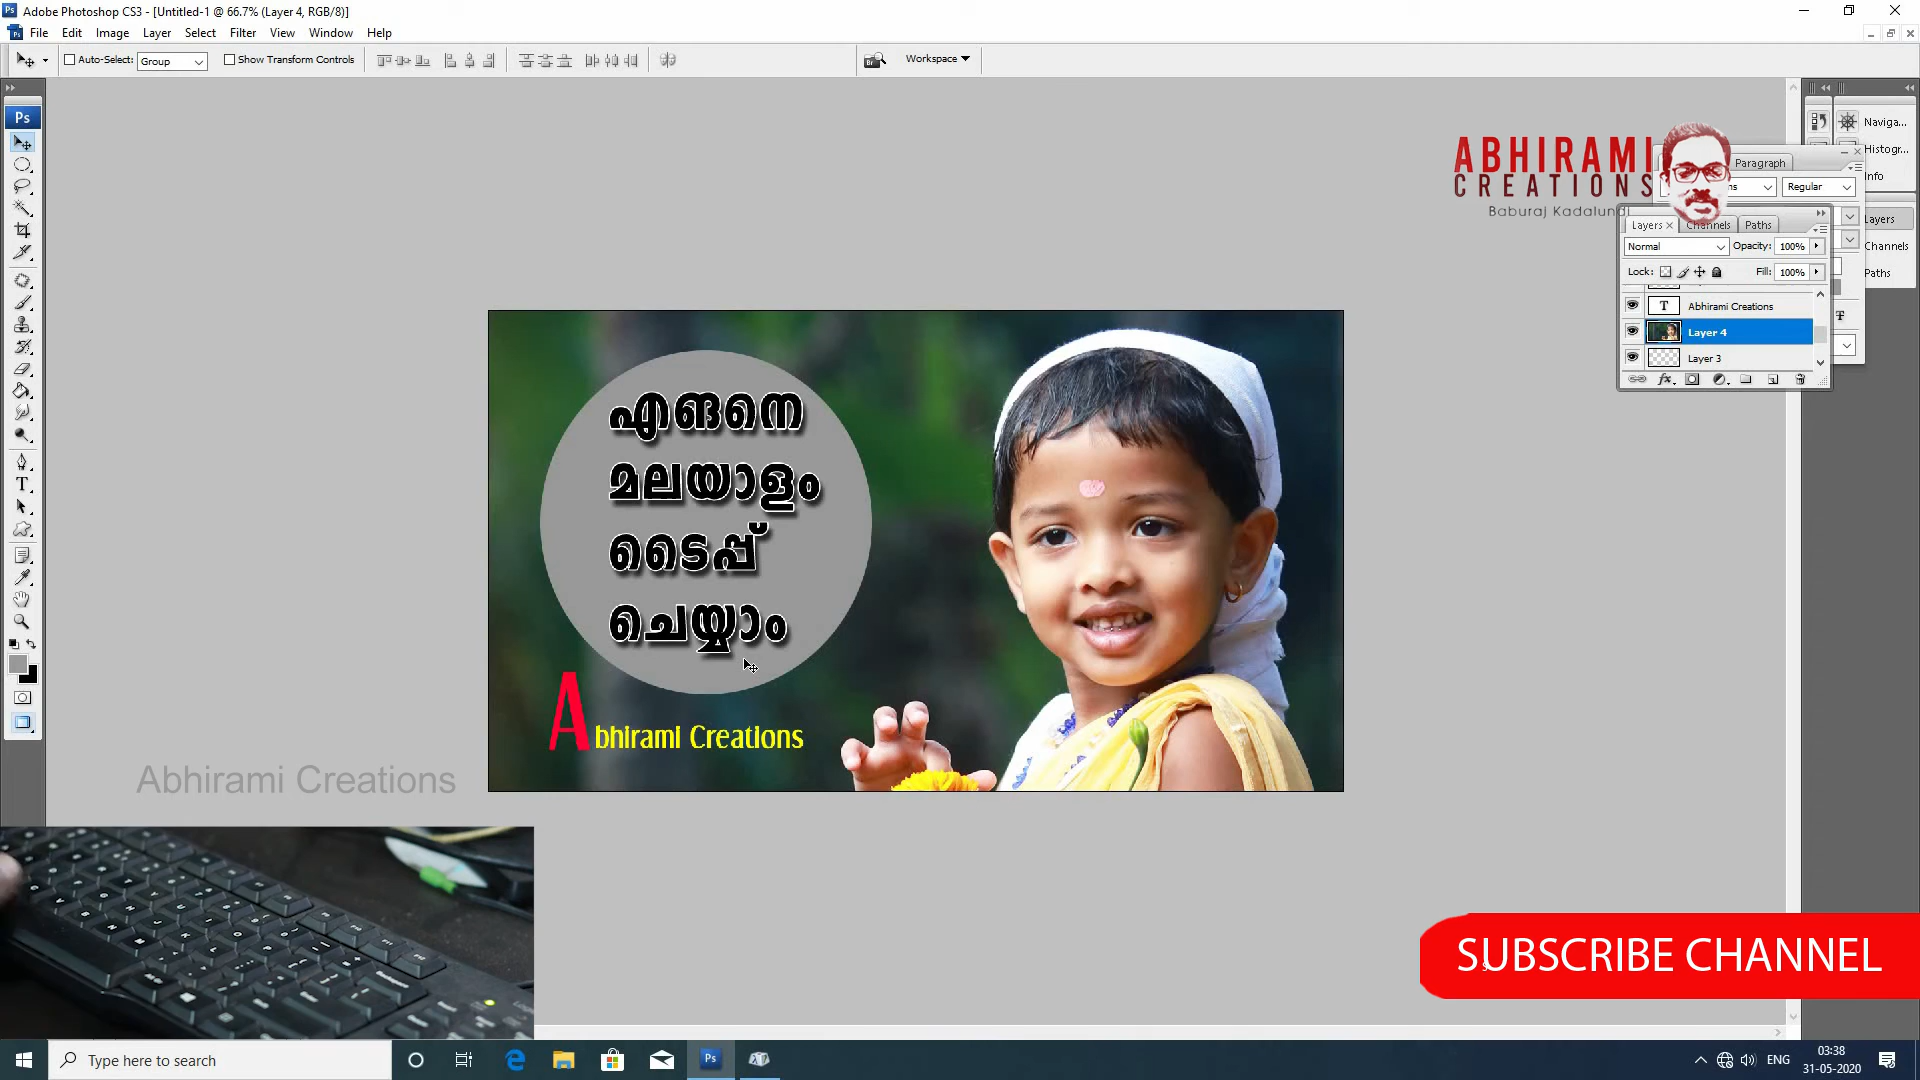 Adobe Photoshop CS3 - [Untitled-1 @ 66.7% (Layer 4, RGB/8)]
File Edit Image Layer Select Filter View Window Help
Auto-Select: Group Show Transform Controls Workspace
Ps
Naviga...
Histogr...
Info
Layers
Channels
Paths
ABHIRAMI
CREATIONS
Baburaj Kadalundi
Paragraph
Regular
Layers Channels Paths
Normal Opacity: 100%
Lock: Fill: 100%
T Abhirami Creations
Layer 4
Layer 3
എങനെ
മലയാളം
ടൈപ്പ്
ചെയ്യാം
Abhirami Creations
Abhirami Creations
SUBSCRIBE CHANNEL
Type here to search
Ps
ENG
03:38
31-05-2020